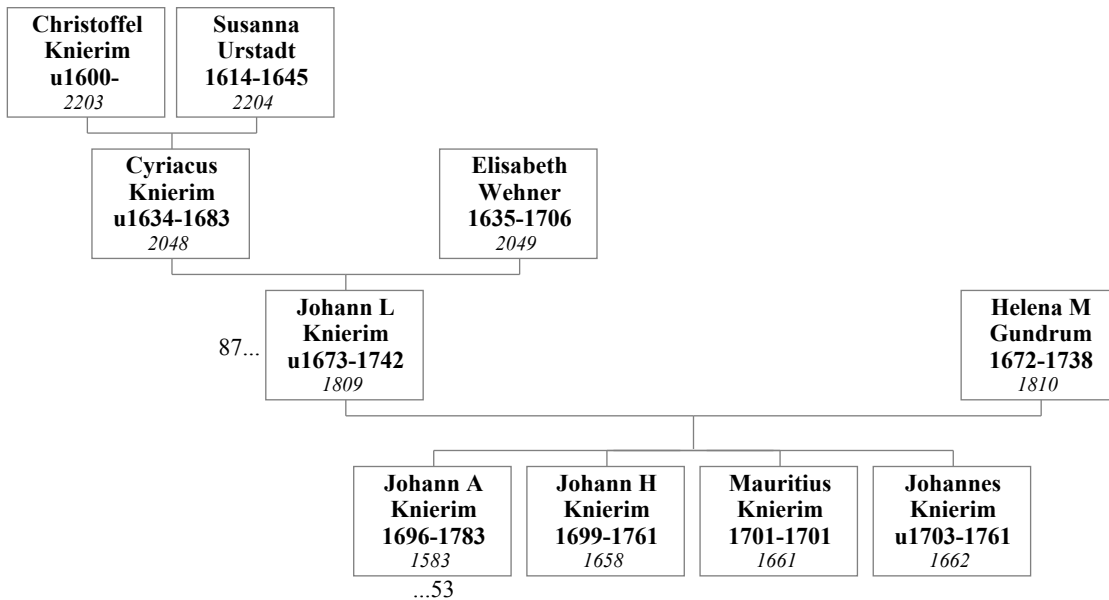 Christoffel
Knierim
u1600-
2203
Susanna
Urstadt
1614-1645
2204
Cyriacus
Knierim
u1634-1683
2048
Elisabeth
Wehner
1635-1706
2049
87...
Johann L
Knierim
u1673-1742
1809
Helena M
Gundrum
1672-1738
1810
Johann A
Knierim
1696-1783
1583
Johann H
Knierim
1699-1761
1658
Mauritius
Knierim
1701-1701
1661
Johannes
Knierim
u1703-1761
1662
...53